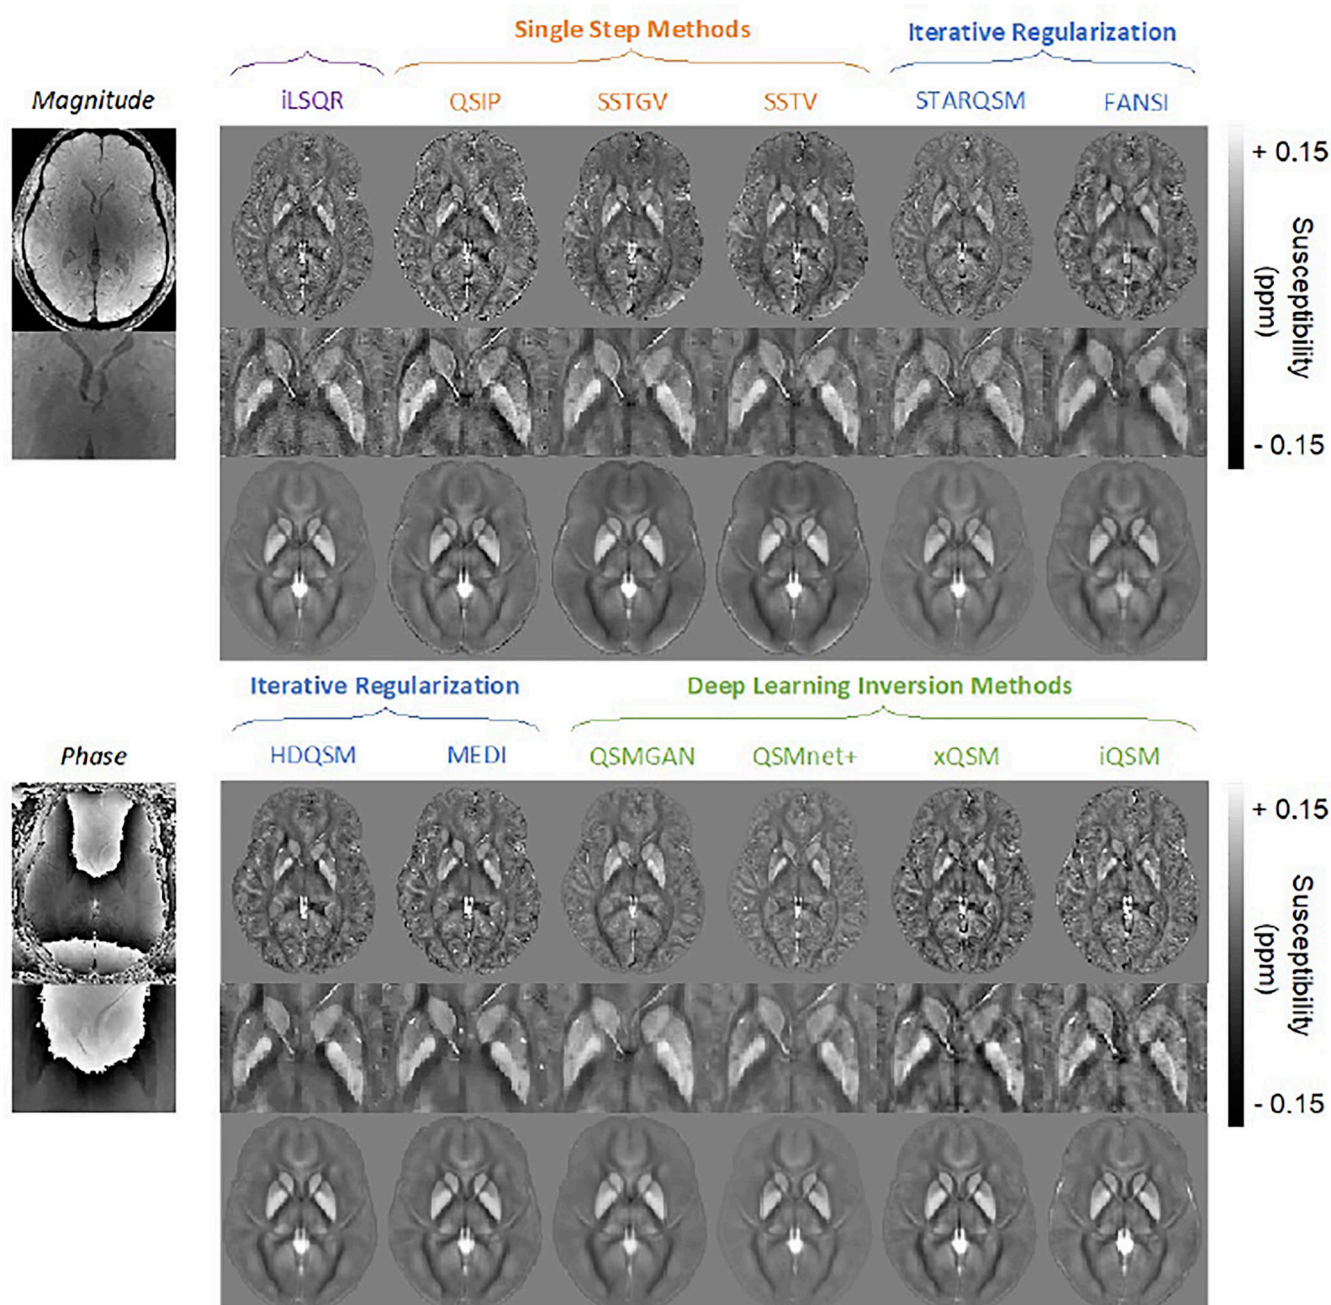 Single Step Methods
Iterative Regularization
Magnitude
iLSQR
QSIP
SSTGV
SSTV
STARQSM
FANSI
+ 0.15
Susceptibility
(ppm)
- 0.15
Iterative Regularization
Deep Learning Inversion Methods
Phase
HDQSM
MEDI
QSMGAN
QSMnet+
xQSM
iQSM
+ 0.15
Susceptibility
(ppm)
- 0.15